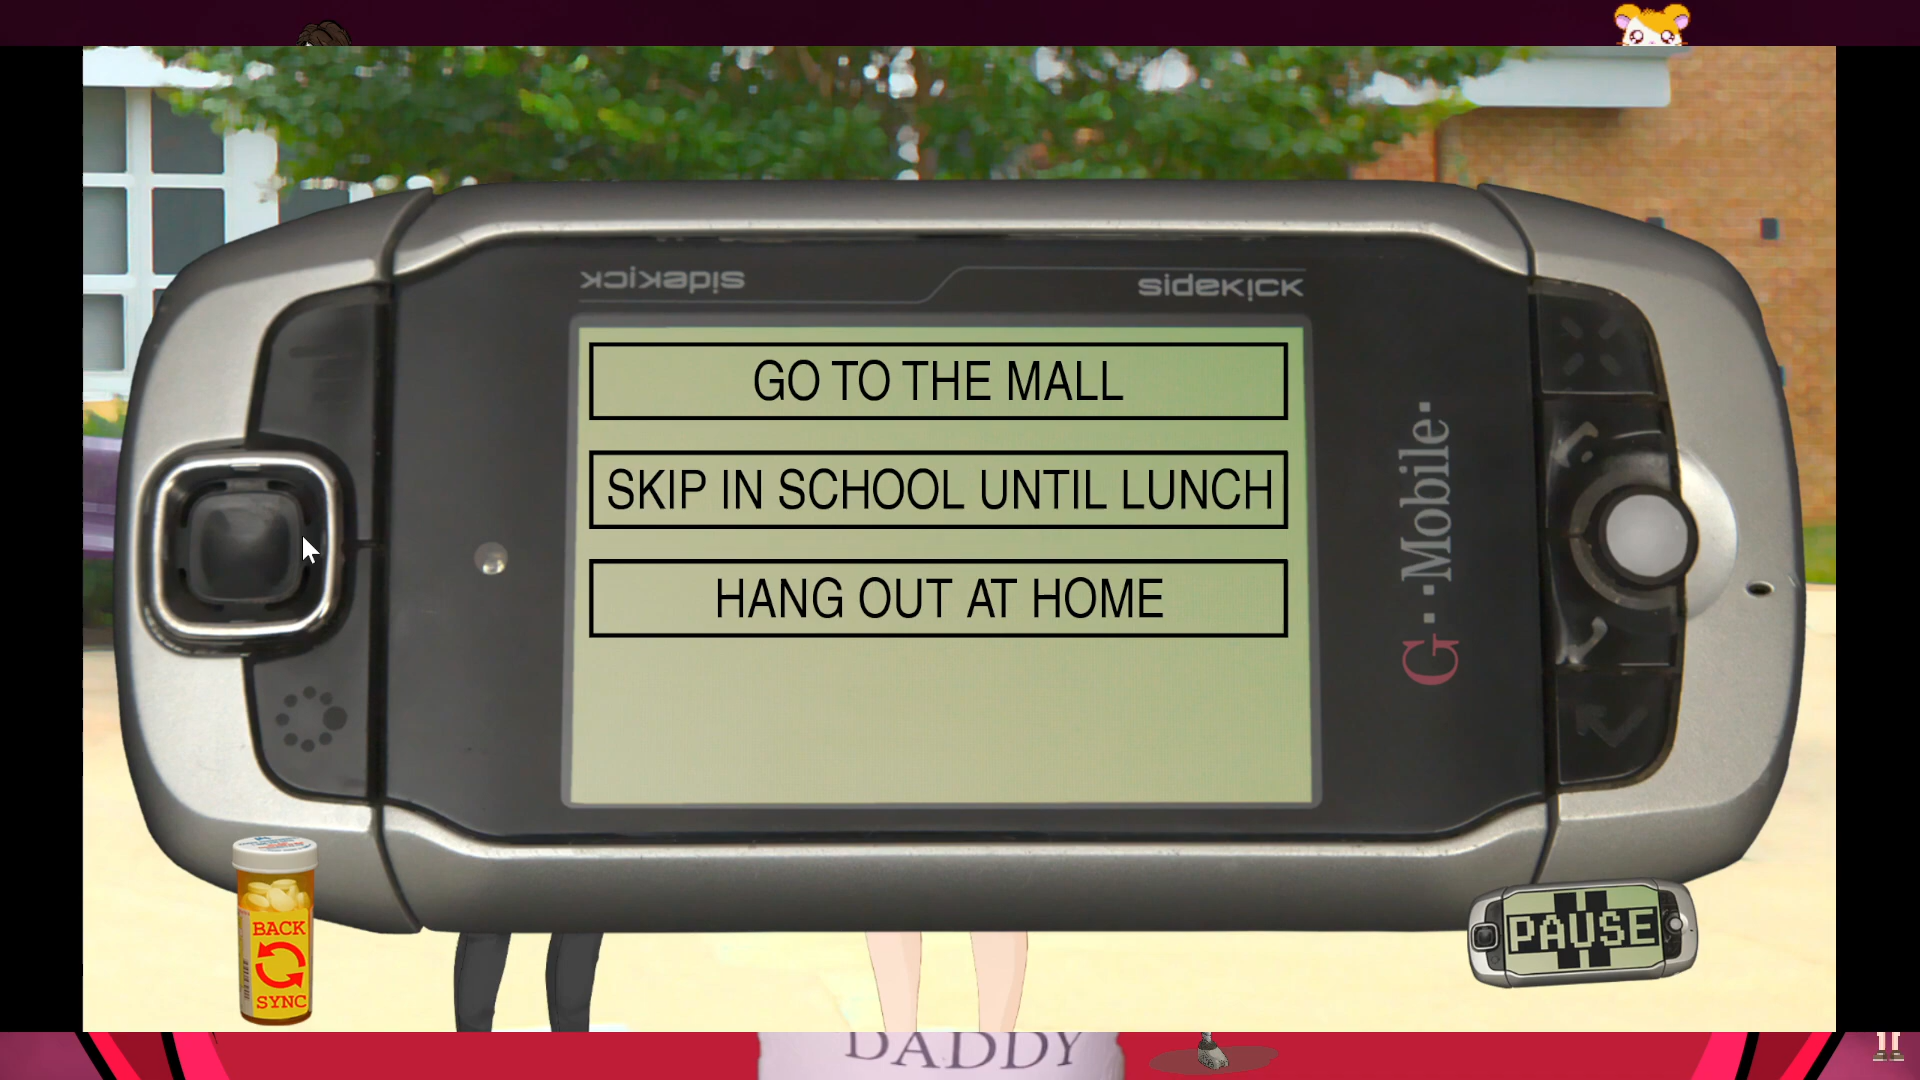 sidekick
sidekick
GO TO THE MALL
SKIP IN SCHOOL UNTIL LUNCH
HANG OUT AT HOME
G··Mobile·
BACK
SYNC
PAUSE
DADDY